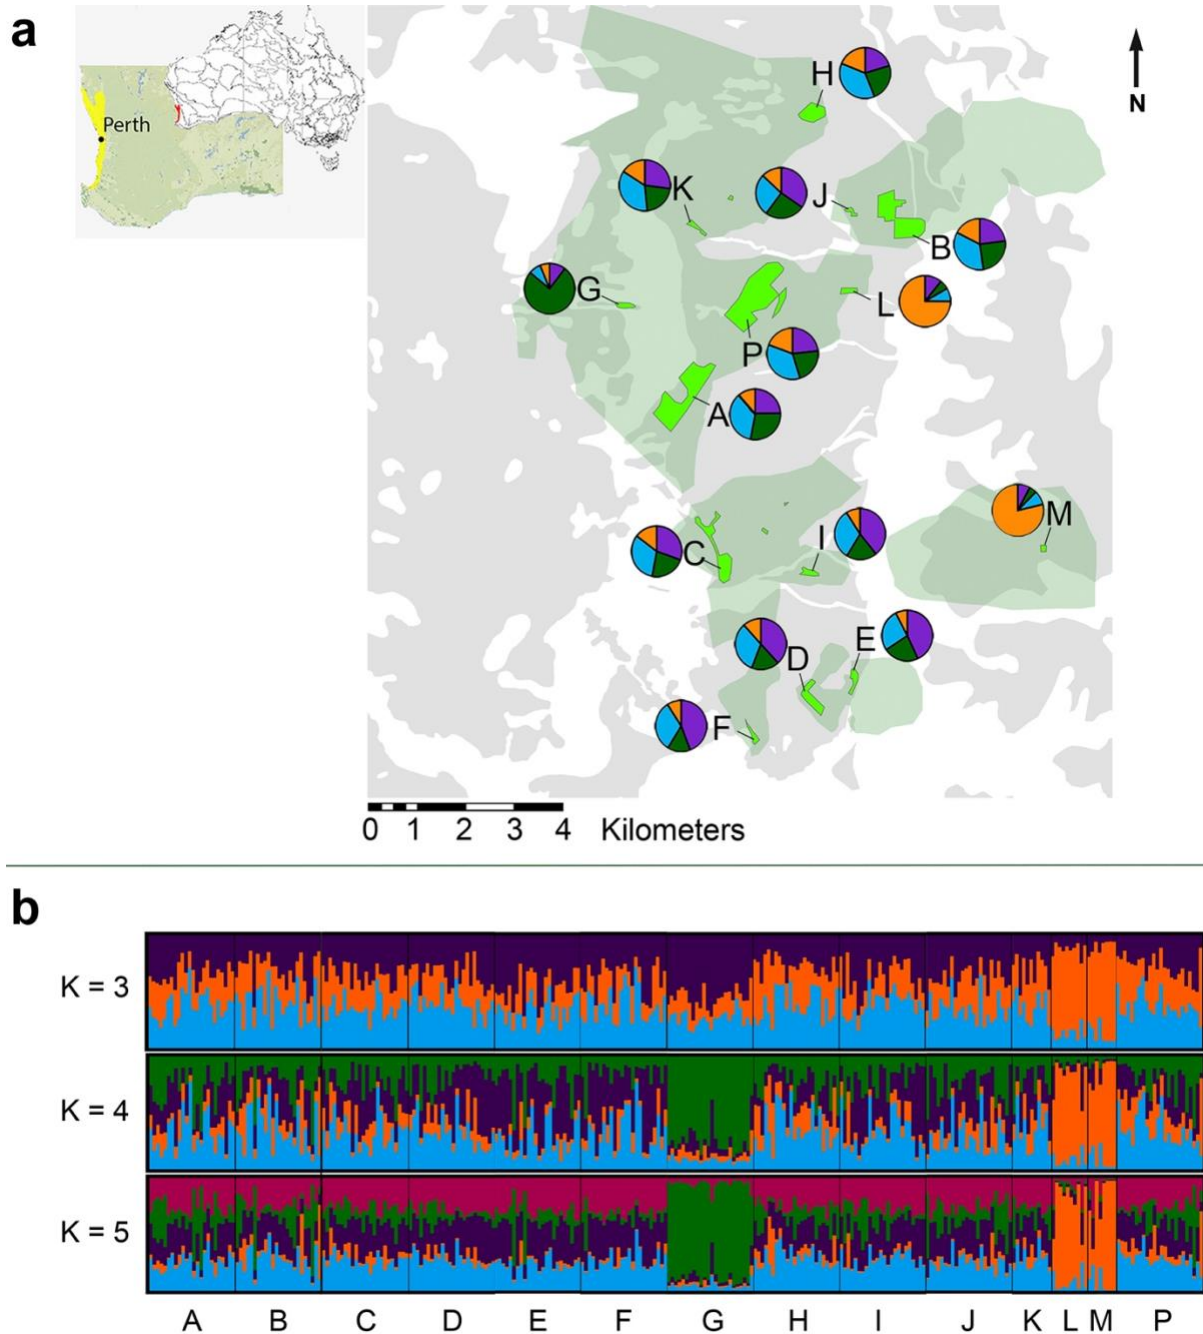 a
Perth
N
H
K
J
B
G
L
P
A
M
C
I
E
D
F
0 1 2 3 4 Kilometers
b
K = 3
K = 4
K = 5
A B C D E F G H I J K L M P